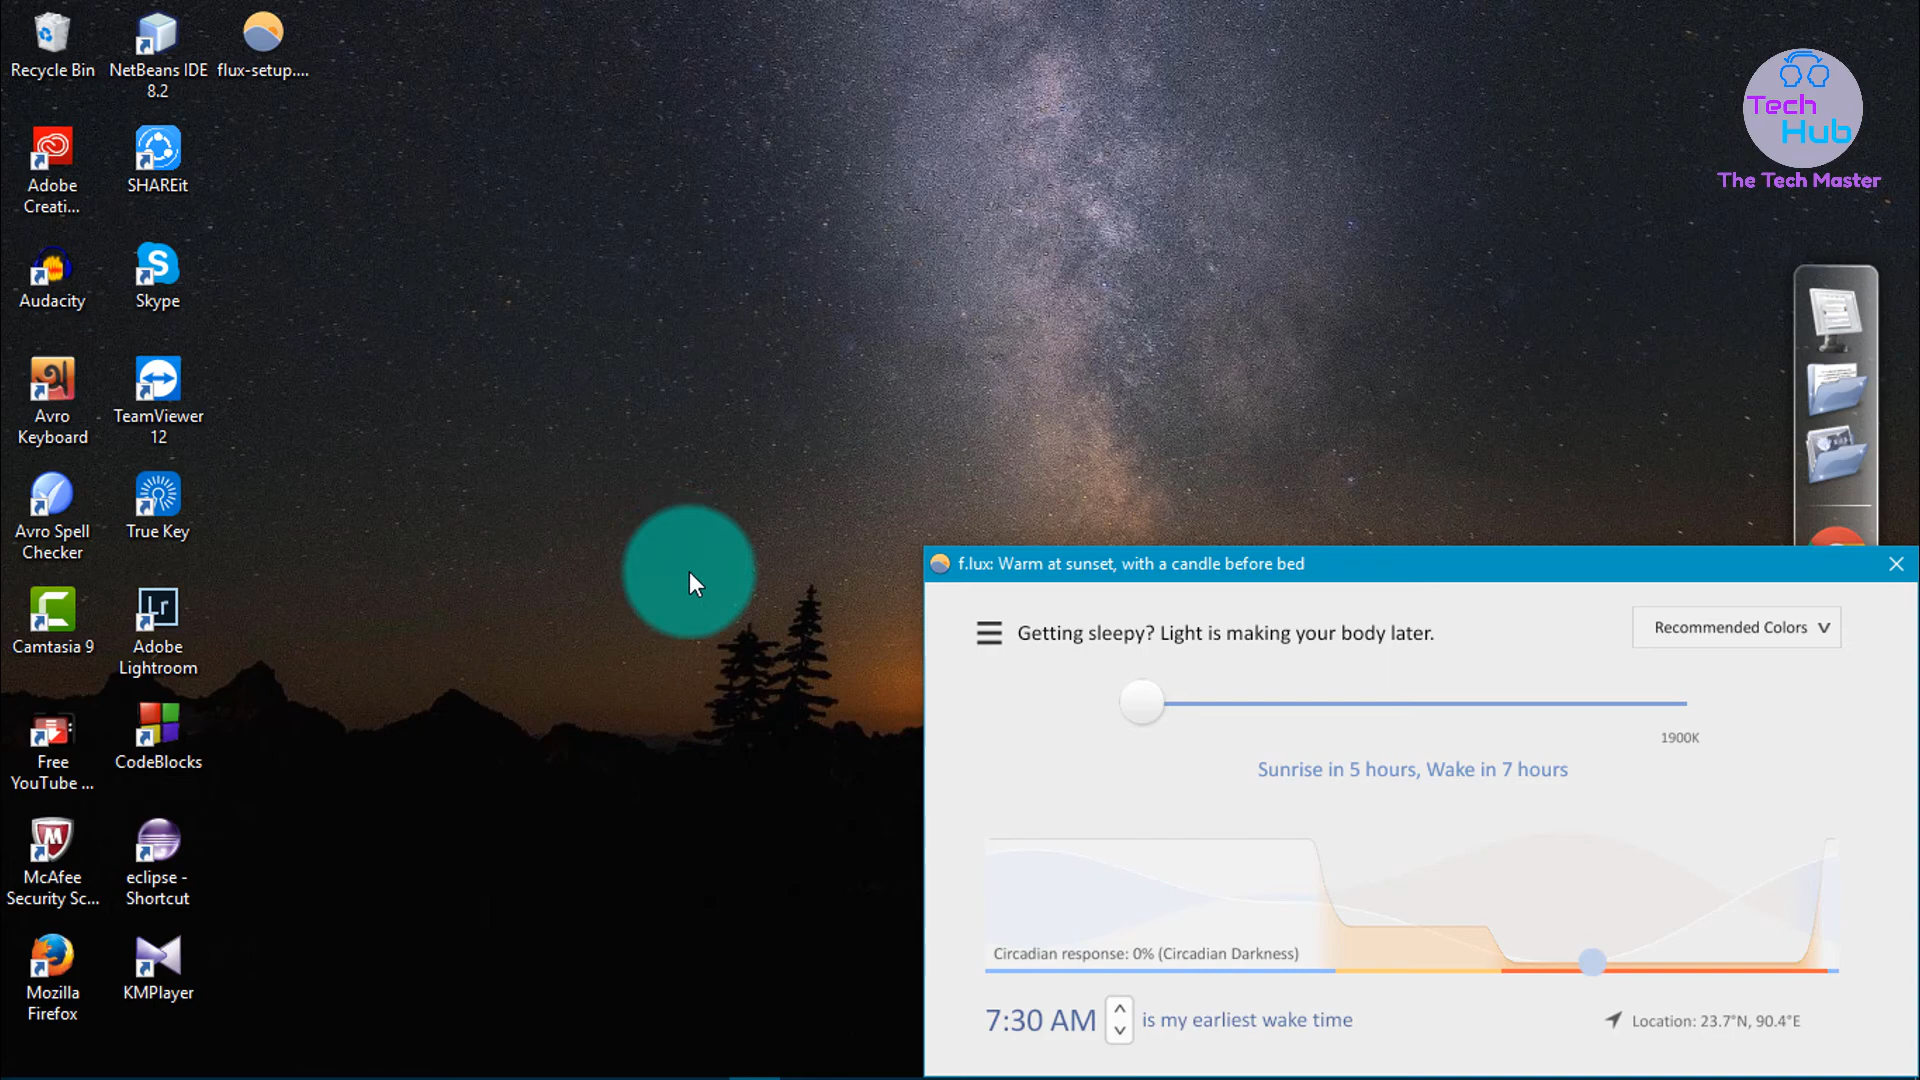 Recycle Bin
NetBeans IDE
8.2
flux-setup....
Adobe
Creati...
SHAREit
Audacity
Skype
Avro
Keyboard
TeamViewer
12
Avro Spell
Checker
True Key
Camtasia 9
Adobe
Lightroom
Free
YouTube ...
CodeBlocks
McAfee
Security Sc...
eclipse -
Shortcut
Mozilla
Firefox
KMPlayer
Tech
Hub
The Tech Master
f.lux: Warm at sunset, with a candle before bed
Getting sleepy? Light is making your body later.
Recommended Colors
1900K
Sunrise in 5 hours, Wake in 7 hours
Circadian response: 0% (Circadian Darkness)
7:30 AM is my earliest wake time
Location: 23.7°N, 90.4°E